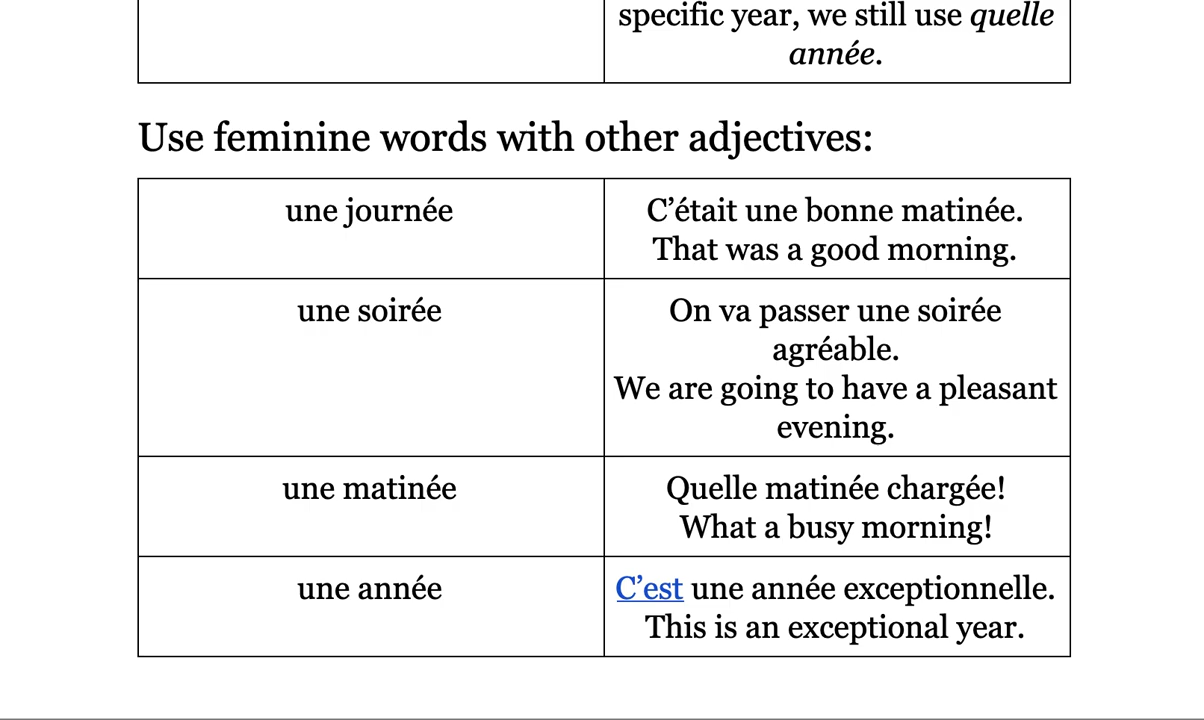 specific year, we still use quelle
année.
Use feminine words with other adjectives:
une journée
C’était une bonne matinée.
That was a good morning.
une soirée
On va passer une soirée
agréable.
We are going to have a pleasant
evening.
une matinée
Quelle matinée chargée!
What a busy morning!
une année
C’est une année exceptionnelle.
This is an exceptional year.